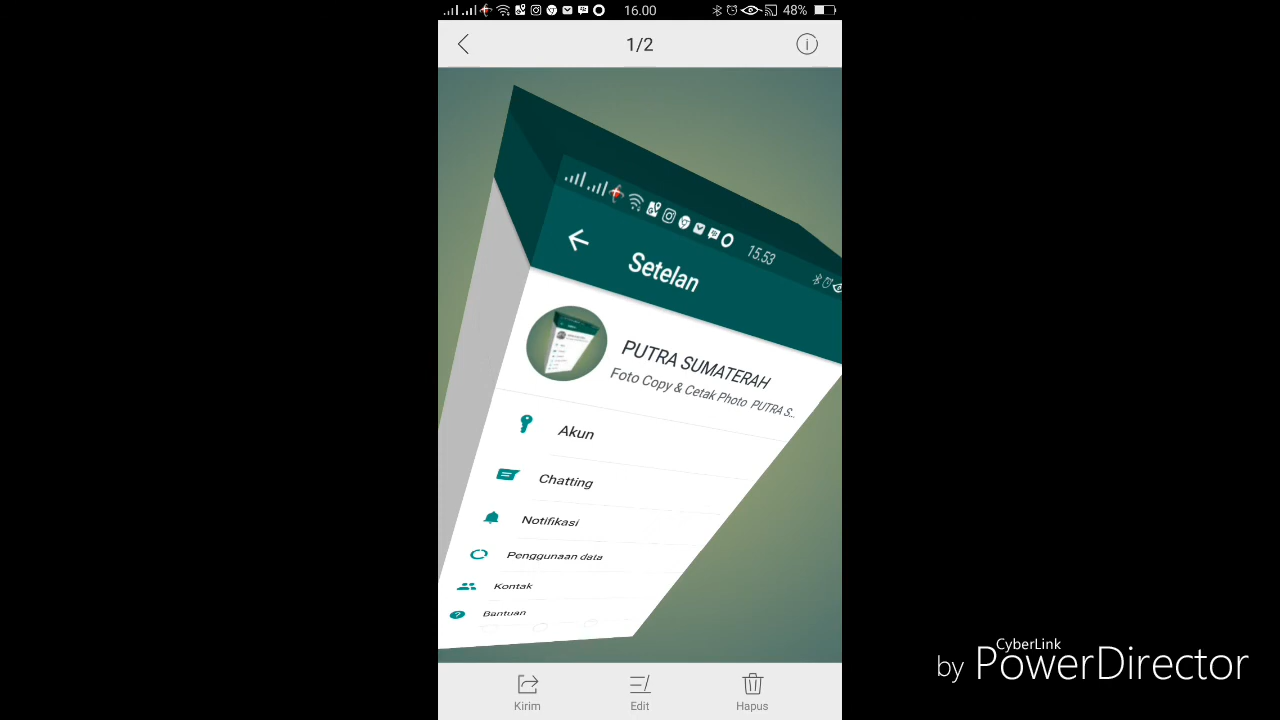 16.00
48%
1/2
15.53
Setelan
PUTRA SUMATERAH
Foto Copy & Cetak Photo PUTRA S...
Akun
Chatting
Notifikasi
Penggunaan data
Kontak
Bantuan
Kirim
Edit
Hapus
CyberLink
by PowerDirector